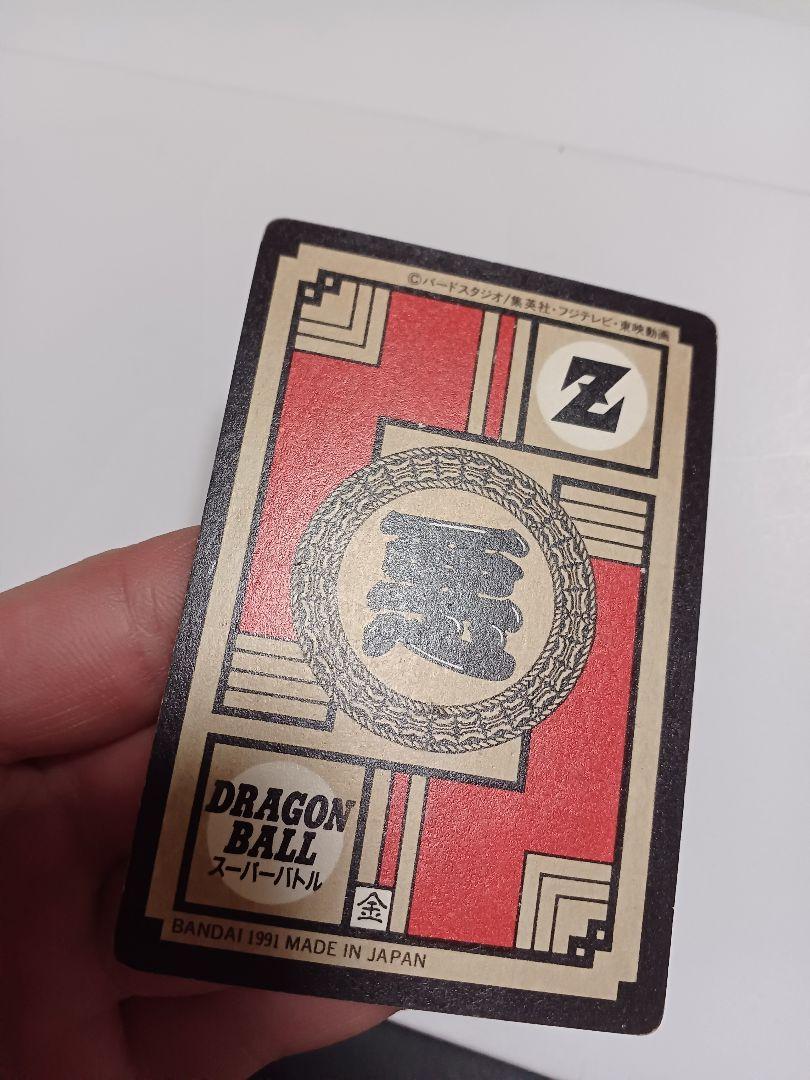 ©バードスタジオ/集英社・フジテレビ・東映動画
Z
悪
DRAGON
BALL
スーパーバトル
金
BANDAI 1991 MADE IN JAPAN